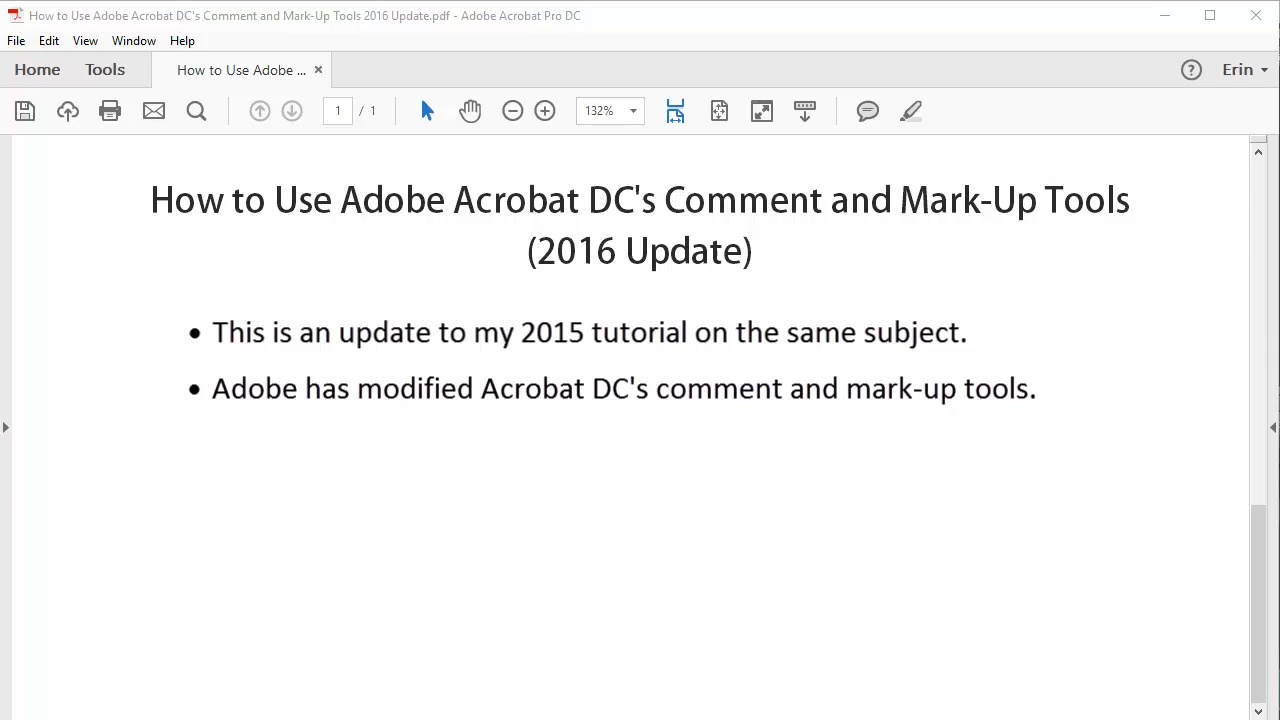 How to Use Adobe Acrobat DC's Comment and Mark-Up Tools 2016 Update.pdf - Adobe Acrobat Pro DC
File Edit View Window Help
Home Tools How to Use Adobe ... × ? Erin
1 / 1 132%
How to Use Adobe Acrobat DC's Comment and Mark-Up Tools
(2016 Update)
• This is an update to my 2015 tutorial on the same subject.
• Adobe has modified Acrobat DC's comment and mark-up tools.